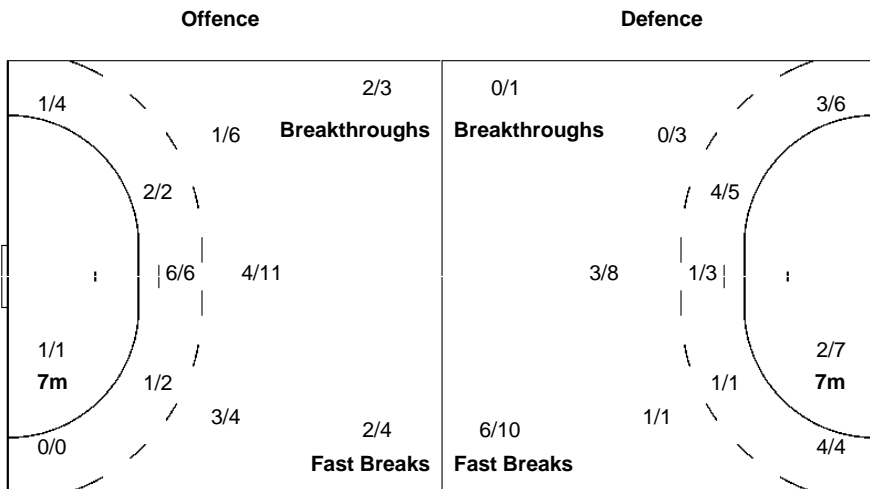 Offence Defence
2/3 0/1
1/4 3/6
1/6 Breakthroughs Breakthroughs 0/3
2/2 4/5
6/6 4/11 3/8 1/3
1/1 2/7
7m 1/2 1/1 7m
3/4 1/1
2/4 6/10
0/0 4/4
Fast Breaks Fast Breaks